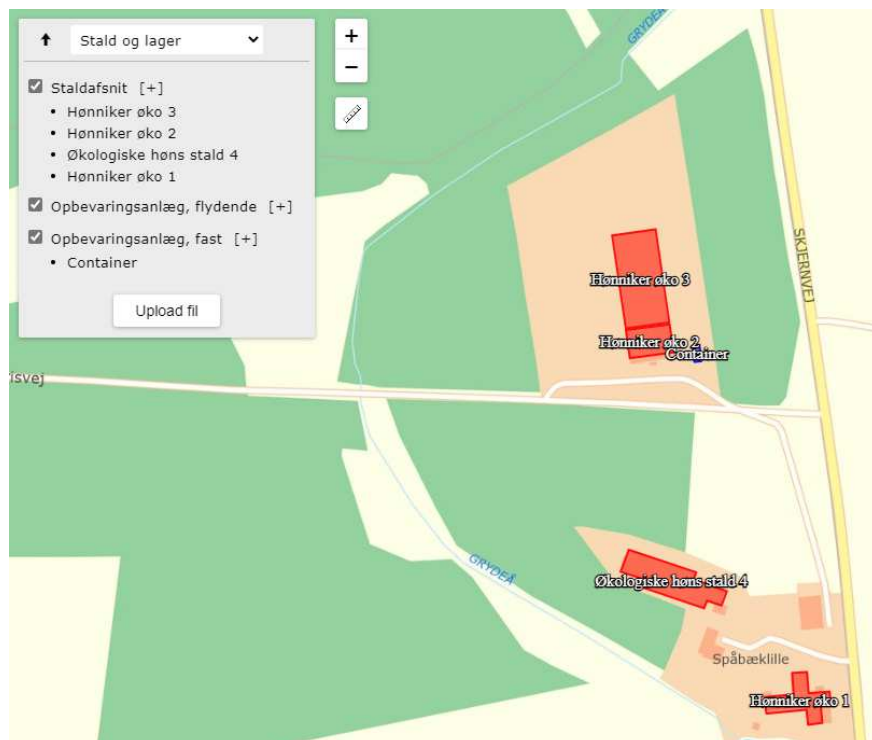 Stald og lager
Staldafsnit [+]
• Hønniker øko 3
• Hønniker øko 2
• Økologiske høns stald 4
• Hønniker øko 1
Opbevaringsanlæg, flydende [+]
Opbevaringsanlæg, fast [+]
• Container
Upload fil
+
−
GRYDEÅ
SKJERNVEJ
Hønniker øko 3
Hønniker øko 2
Container
isvej
GRYDEÅ
Økologiske høns stald 4
Spåbæklille
Hønniker øko 1